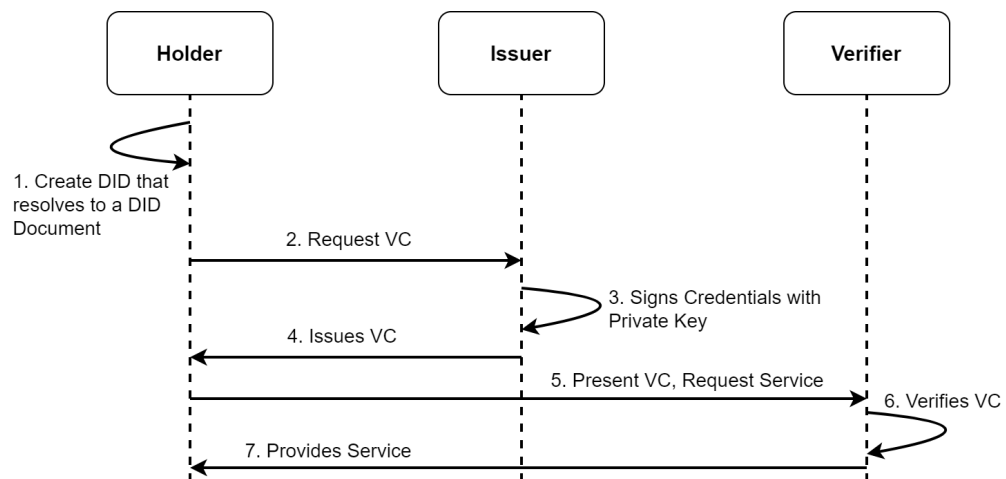 Holder
Issuer
Verifier
1. Create DID that
resolves to a DID
Document
2. Request VC
3. Signs Credentials with
Private Key
4. Issues VC
5. Present VC, Request Service
6. Verifies VC
7. Provides Service